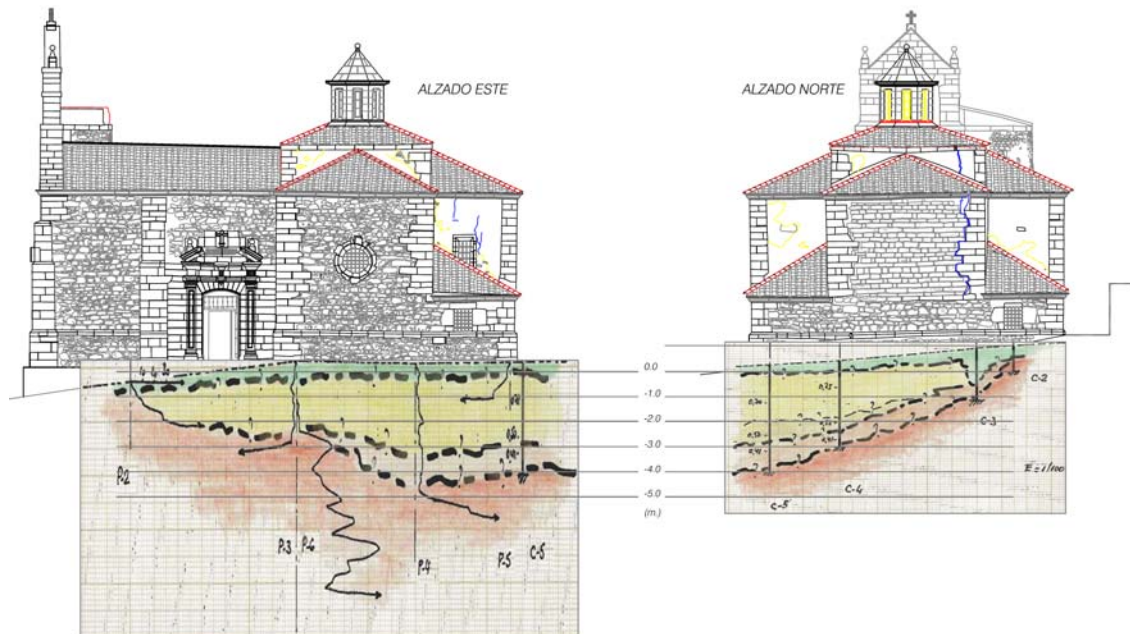 ALZADO ESTE
ALZADO NORTE
0.0
-1.0
-2.0
-3.0
-4.0
-5.0
(m.)
P-2
P-3
P-6
P-4
P-5
C-5
C-2
C-3
C-4
C-5
E=1/100